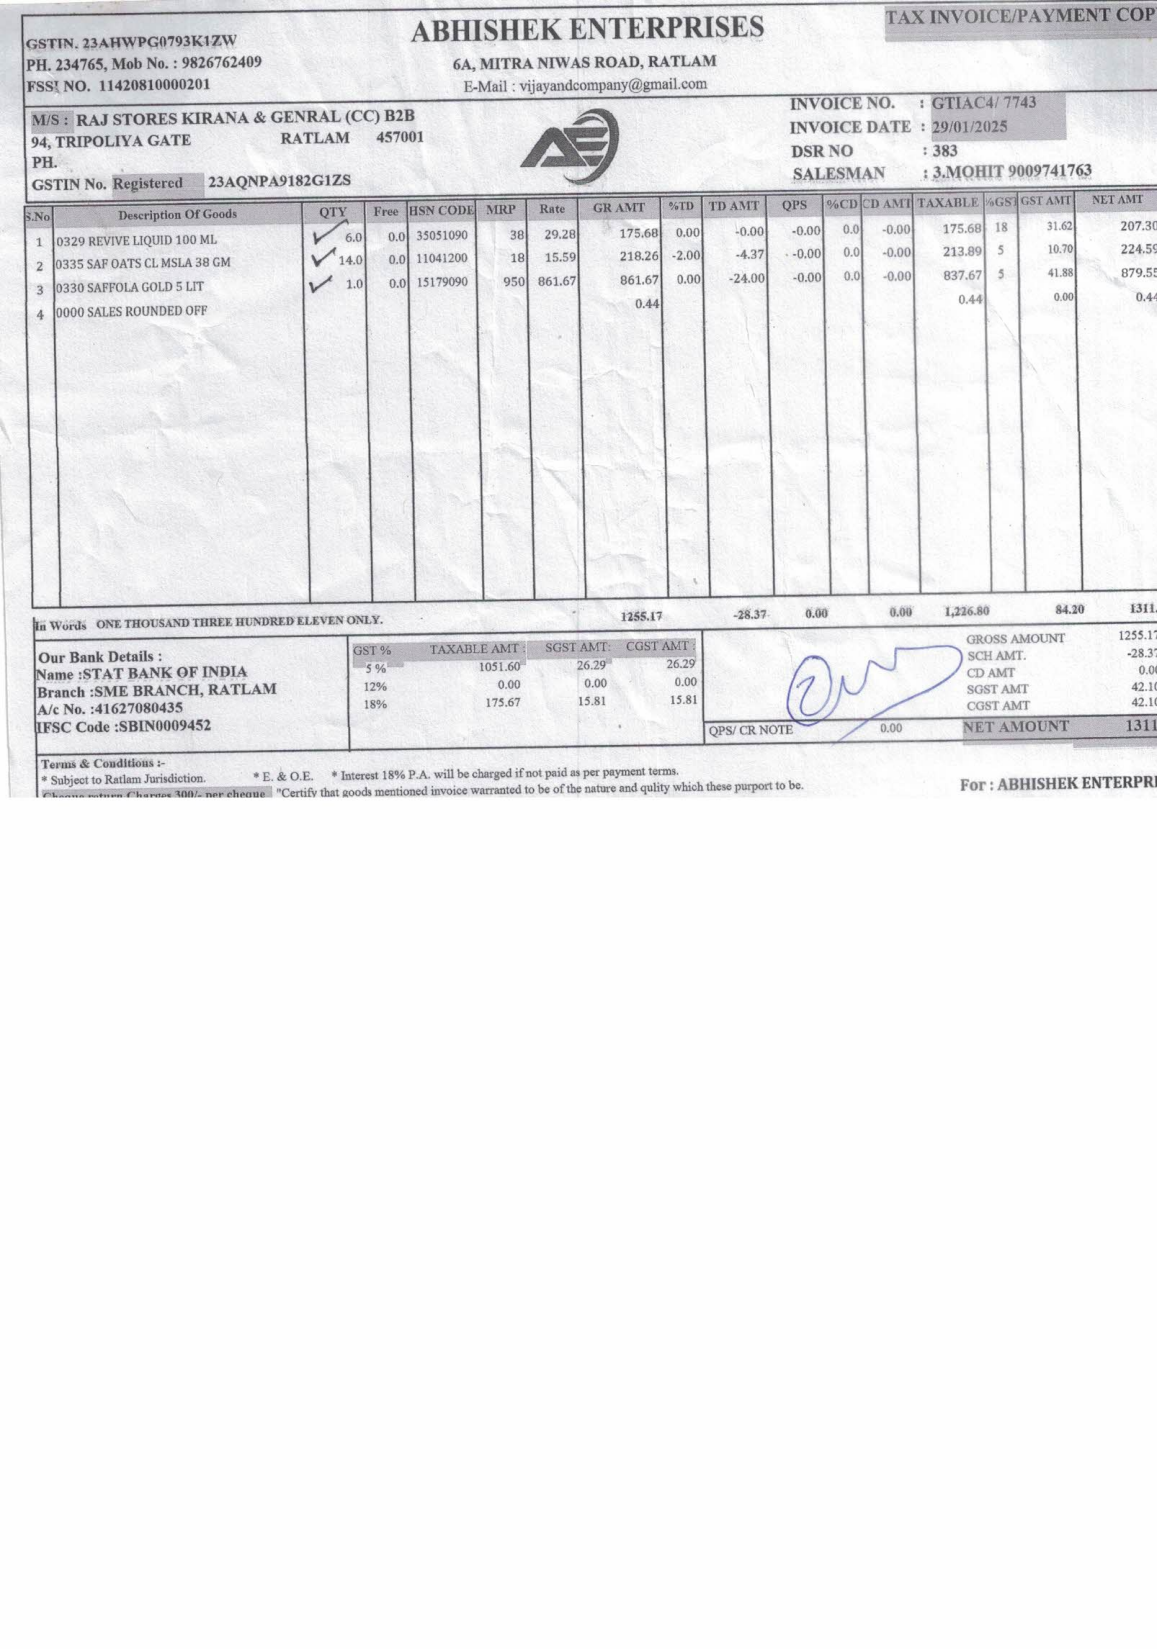 TAX INVOICE/PAYMENT COP
ABHISHEK ENTERPRISES
GSTIN. 23AHWPG0793K1ZW
PH. 234765, Mob No. : 9826762409
6A, MITRA NIWAS ROAD, RATLAM
FSSI NO. 11420810000201
E-Mail : vijayandcompany@gmail.com
M/S : RAJ STORES KIRANA & GENRAL (CC) B2B
94, TRIPOLIYA GATE RATLAM 457001
PH.
GSTIN No. Registered 23AQNPA9182G1ZS
AE
INVOICE NO. : GTIAC4/ 7743
INVOICE DATE : 29/01/2025
DSR NO : 383
SALESMAN : 3.MOHIT 9009741763
S.No Description Of Goods QTY Free HSN CODE MRP Rate GR AMT %TD TD AMT QPS %CD CD AMT TAXABLE %GST GST AMT NET AMT
1 0329 REVIVE LIQUID 100 ML 6.0 0.0 35051090 38 29.28 175.68 0.00 -0.00 -0.00 0.0 -0.00 175.68 18 31.62 207.30
2 0335 SAF OATS CL MSLA 38 GM 14.0 0.0 11041200 18 15.59 218.26 -2.00 -4.37 -0.00 0.0 -0.00 213.89 5 10.70 224.59
3 0330 SAFFOLA GOLD 5 LIT 1.0 0.0 15179090 950 861.67 861.67 0.00 -24.00 -0.00 0.0 -0.00 837.67 5 41.88 879.55
4 0000 SALES ROUNDED OFF 0.44 0.44 0.00 0.44
In Words ONE THOUSAND THREE HUNDRED ELEVEN ONLY. 1255.17 -28.37 0.00 0.00 1,226.80 84.20 1311.
Our Bank Details :
Name :STAT BANK OF INDIA
Branch :SME BRANCH, RATLAM
A/c No. :41627080435
IFSC Code :SBIN0009452
GST % TAXABLE AMT : SGST AMT: CGST AMT :
5 % 1051.60 26.29 26.29
12% 0.00 0.00 0.00
18% 175.67 15.81 15.81
QPS/ CR NOTE 0.00
GROSS AMOUNT 1255.17
SCH AMT. -28.37
CD AMT 0.00
SGST AMT 42.10
CGST AMT 42.10
NET AMOUNT 1311
Terms & Conditions :-
* Subject to Ratlam Jurisdiction. * E. & O.E. * Interest 18% P.A. will be charged if not paid as per payment terms.
Cheque return Charges 300/- per cheque "Certify that goods mentioned invoice warranted to be of the nature and qulity which these purport to be.
For : ABHISHEK ENTERPRI